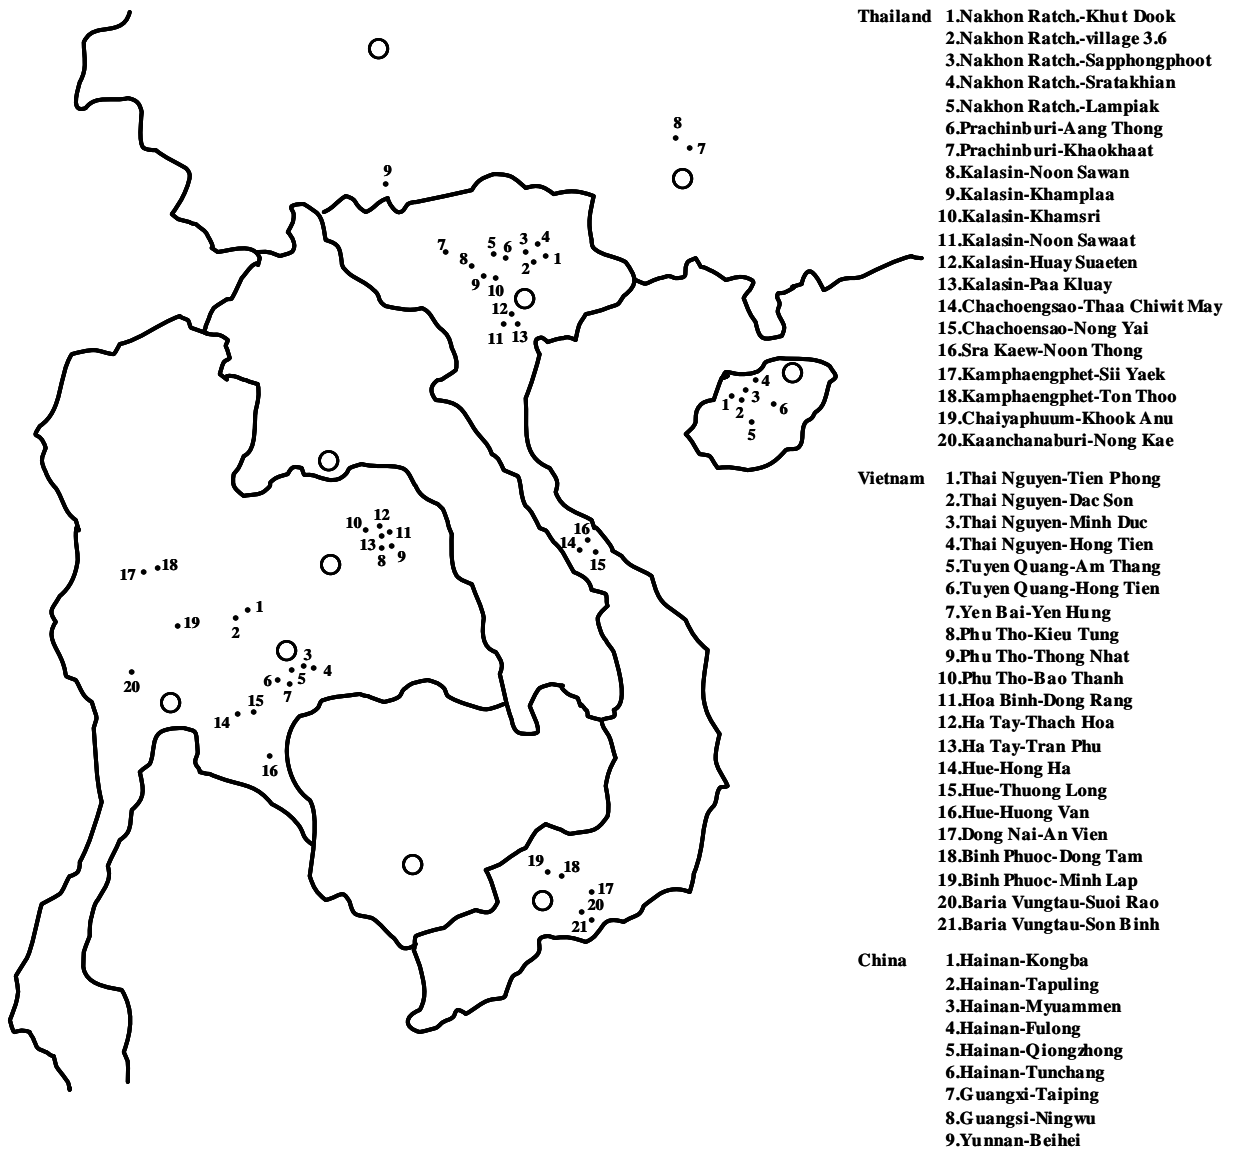 Thailand 1.Nakhon Ratch.-Khut Dook
2.Nakhon Ratch.-village 3.6
3.Nakhon Ratch.-Sapphongphoot
4.Nakhon Ratch.-Sratakhian
5.Nakhon Ratch.-Lampiak
6.Prachinburi-Aang Thong
7.Prachinburi-Khaokhaat
8.Kalasin-Noon Sawan
9.Kalasin-Khamplaa
10.Kalasin-Khamsri
11.Kalasin-Noon Sawaat
12.Kalasin-Huay Suaeten
13.Kalasin-Paa Kluay
14.Chachoengsao-Thaa Chiwit May
15.Chachoensao-Nong Yai
16.Sra Kaew-Noon Thong
17.Kamphaengphet-Sii Yaek
18.Kamphaengphet-Ton Thoo
19.Chaiyaphuum-Khook Anu
20.Kaanchanaburi-Nong Kae
Vietnam 1.Thai Nguyen-Tien Phong
2.Thai Nguyen-Dac Son
3.Thai Nguyen-Minh Duc
4.Thai Nguyen-Hong Tien
5.Tuyen Quang-Am Thang
6.Tuyen Quang-Hong Tien
7.Yen Bai-Yen Hung
8.Phu Tho-Kieu Tung
9.Phu Tho-Thong Nhat
10.Phu Tho-Bao Thanh
11.Hoa Binh-Dong Rang
12.Ha Tay-Thach Hoa
13.Ha Tay-Tran Phu
14.Hue-Hong Ha
15.Hue-Thuong Long
16.Hue-Huong Van
17.Dong Nai-An Vien
18.Binh Phuoc-Dong Tam
19.Binh Phuoc-Minh Lap
20.Baria Vungtau-Suoi Rao
21.Baria Vungtau-Son Binh
China 1.Hainan-Kongba
2.Hainan-Tapuling
3.Hainan-Myuammen
4.Hainan-Fulong
5.Hainan-Qiongzhong
6.Hainan-Tunchang
7.Guangxi-Taiping
8.Guangsi-Ningwu
9.Yunnan-Beihei
8
7
9
7
8
9
5
6
3
4
2
1
10
12
11
13
4
3
1
2
6
5
10
12
11
13
8
9
16
14
15
17
18
19
1
2
20
3
4
5
6
7
15
14
16
19
18
17
20
21